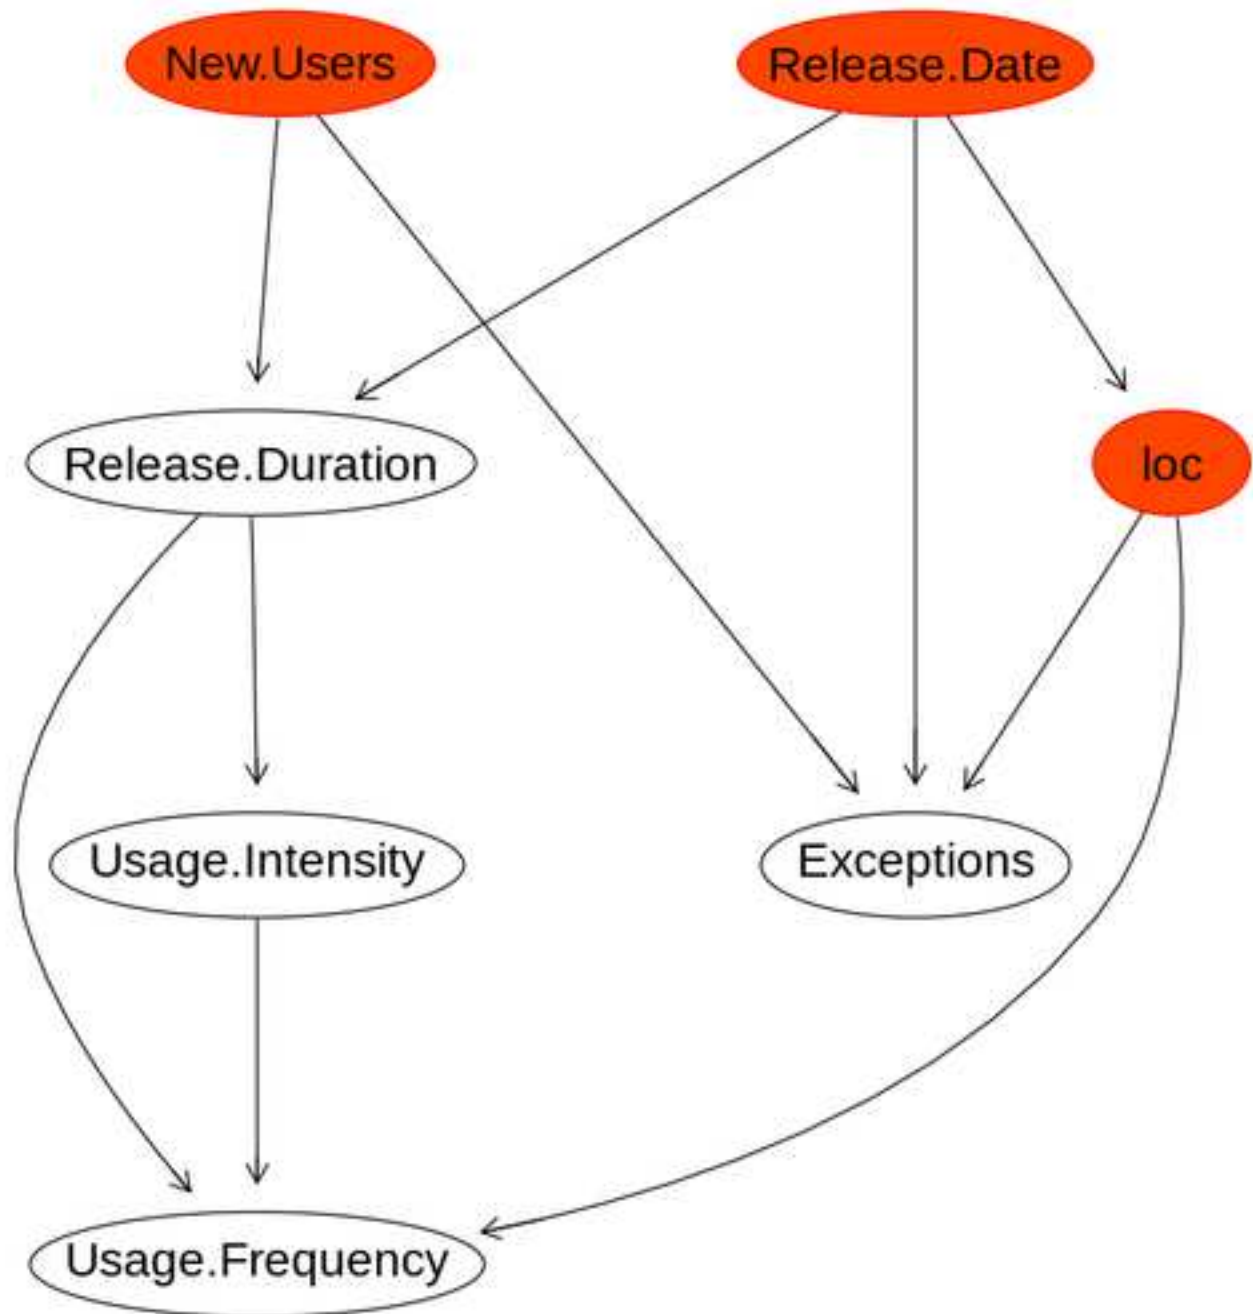 New.Users
Release.Date
Release.Duration
loc
Usage.Intensity
Exceptions
Usage.Frequency